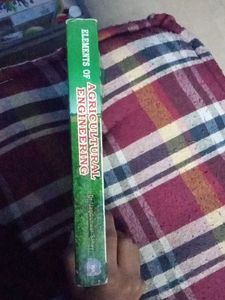 ELEMENTS OF
AGRICULTURAL
ENGINEERING